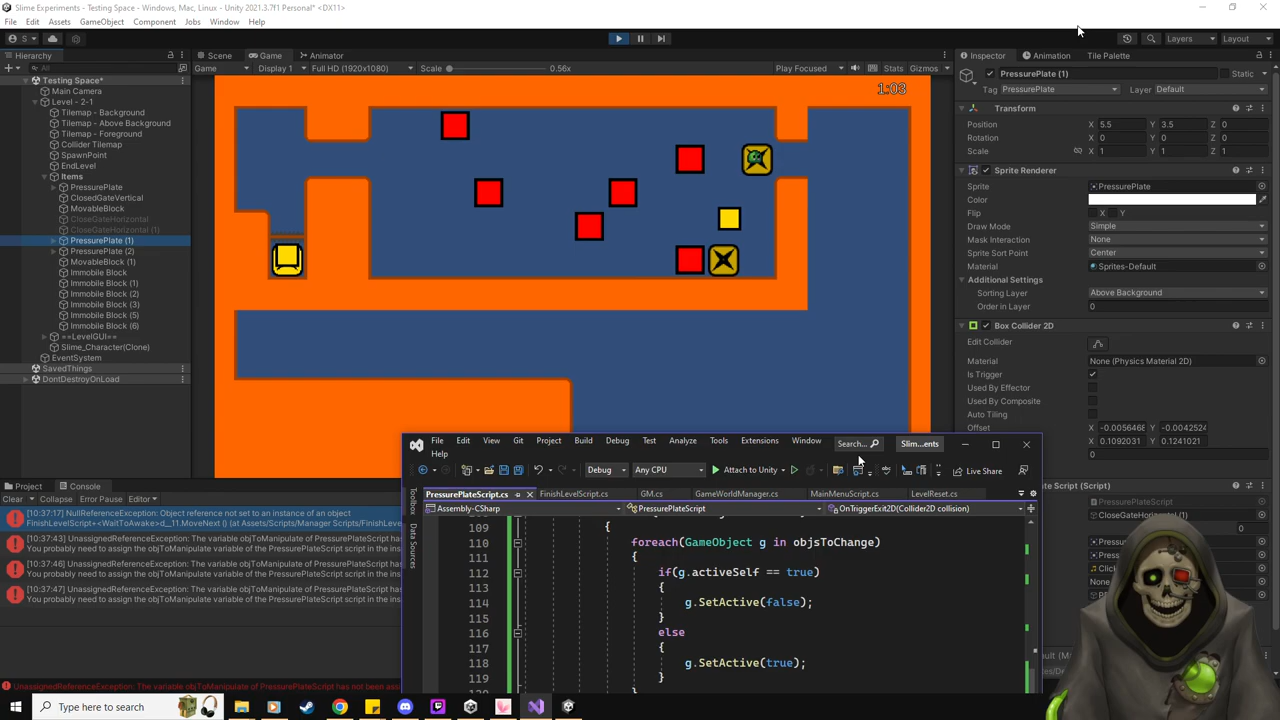 Slime Experiments - Testing Space - Windows, Mac, Linux - Unity 2021.3.7f1 Personal* <DX11>
File Edit Assets GameObject Component Jobs Window Help
S Layers Layout
Hierarchy Scene Game Animator Inspector Animation Tile Palette
All Game Display 1 Full HD (1920x1080) Scale 0.56x Play Focused Stats Gizmos
PressurePlate (1) Static
Tag PressurePlate Layer Default
Testing Space*
Main Camera
Level - 2-1
Tilemap - Background
Tilemap - Above Background
Tilemap - Foreground
Collider Tilemap
SpawnPoint
EndLevel
Items
PressurePlate
ClosedGateVertical
MovableBlock
CloseGateHorizontal
CloseGateHorizontal (1)
PressurePlate (1)
PressurePlate (2)
MovableBlock (1)
Immobile Block
Immobile Block (1)
Immobile Block (2)
Immobile Block (3)
Immobile Block (5)
Immobile Block (6)
==LevelGUI==
Slime_Character(Clone)
EventSystem
SavedThings
DontDestroyOnLoad
1:03
Transform
Position X 5.5 Y 3.5 Z 0
Rotation X 0 Y 0 Z 0
Scale X 1 Y 1 Z 1
Sprite Renderer
Sprite PressurePlate
Color
Flip X Y
Draw Mode Simple
Mask Interaction None
Sprite Sort Point Center
Material Sprites-Default
Additional Settings
Sorting Layer Above Background
Order in Layer 0
Box Collider 2D
Edit Collider
Material None (Physics Material 2D)
Is Trigger
Used By Effector
Used By Composite
Auto Tiling
Offset
X -0.0056468 Y -0.0042524
X 0.1092031 Y 0.1241021
0
Project Console
Clear Collapse Error Pause Editor
[10:37:17] NullReferenceException: Object reference not set to an instance of an object
FinishLevelScript+<WaitToAwake>d__11.MoveNext () (at Assets/Scripts/Manager Scripts/FinishLeve
[10:37:43] UnassignedReferenceException: The variable objToManipulate of PressurePlateScript has
You probably need to assign the objToManipulate variable of the PressurePlateScript script in the ins
[10:37:46] UnassignedReferenceException: The variable objToManipulate of PressurePlateScript has
You probably need to assign the objToManipulate variable of the PressurePlateScript script in the ins
[10:37:47] UnassignedReferenceException: The variable objToManipulate of PressurePlateScript has
You probably need to assign the objToManipulate variable of the PressurePlateScript script in the ins
UnassignedReferenceException: The variable objToManipulate of PressurePlateScript has not been ass
File Edit View Git Project Build Debug Test Analyze Tools Extensions Window Search... Slim...ents
Help
Debug Any CPU Attach to Unity Live Share
PressurePlateScript.cs FinishLevelScript.cs GM.cs GameWorldManager.cs MainMenuScript.cs LevelReset.cs
Assembly-CSharp PressurePlateScript OnTriggerExit2D(Collider2D collision)
Toolbox
Data Sources
109 {
110 foreach(GameObject g in objsToChange)
111 {
112 if(g.activeSelf == true)
113 {
114 g.SetActive(false);
115 }
116 else
117 {
118 g.SetActive(true);
119 }
ate Script (Script)
PressurePlateScript
CloseGateHorizontal (1)
0
Type here to search